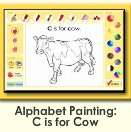 C is for cow.
Alphabet Painting:
C is for Cow